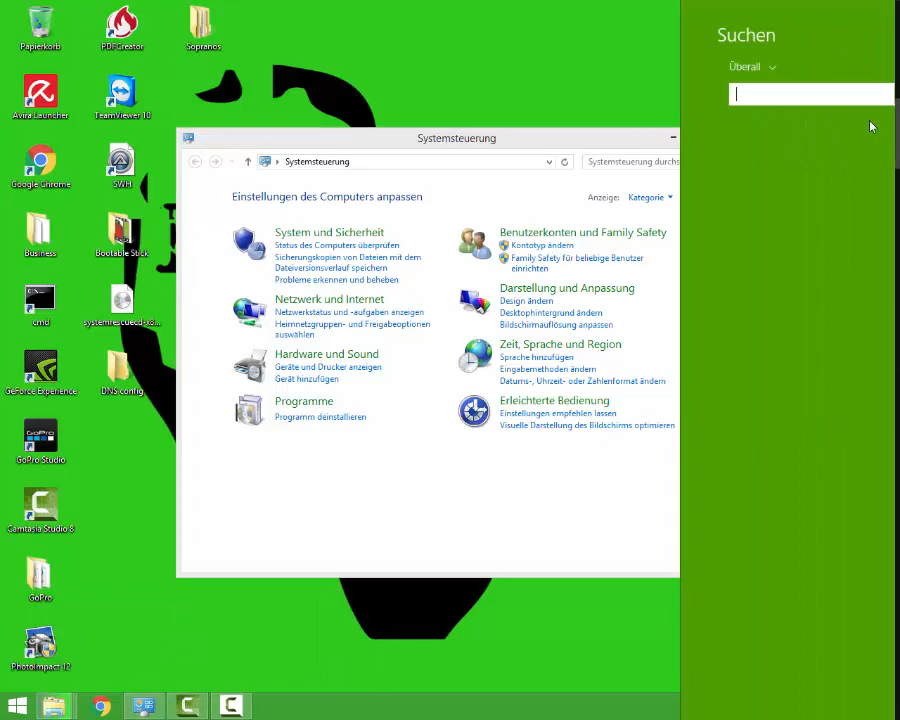 Papierkorb
PDFCreator
Sopranos
Avira Launcher
TeamViewer 10
Google Chrome
SWH
Business
Bootable Stick
cmd
systemrescuecd-x8...
GeForce Experience
DNS config
GoPro Studio
Camtasia Studio 8
GoPro
PhotoImpact 12
Systemsteuerung
Systemsteuerung
Systemsteuerung durchs
Einstellungen des Computers anpassen
Anzeige: Kategorie
System und Sicherheit
Status des Computers überprüfen
Sicherungskopien von Dateien mit dem
Dateiversionsverlauf speichern
Probleme erkennen und beheben
Netzwerk und Internet
Netzwerkstatus und -aufgaben anzeigen
Heimnetzgruppen- und Freigabeoptionen
auswählen
Hardware und Sound
Geräte und Drucker anzeigen
Gerät hinzufügen
Programme
Programm deinstallieren
Benutzerkonten und Family Safety
Kontotyp ändern
Family Safety für beliebige Benutzer
einrichten
Darstellung und Anpassung
Design ändern
Desktophintergrund ändern
Bildschirmauflösung anpassen
Zeit, Sprache und Region
Sprache hinzufügen
Eingabemethoden ändern
Datums-, Uhrzeit- oder Zahlenformat ändern
Erleichterte Bedienung
Einstellungen empfehlen lassen
Visuelle Darstellung des Bildschirms optimieren
Suchen
Überall